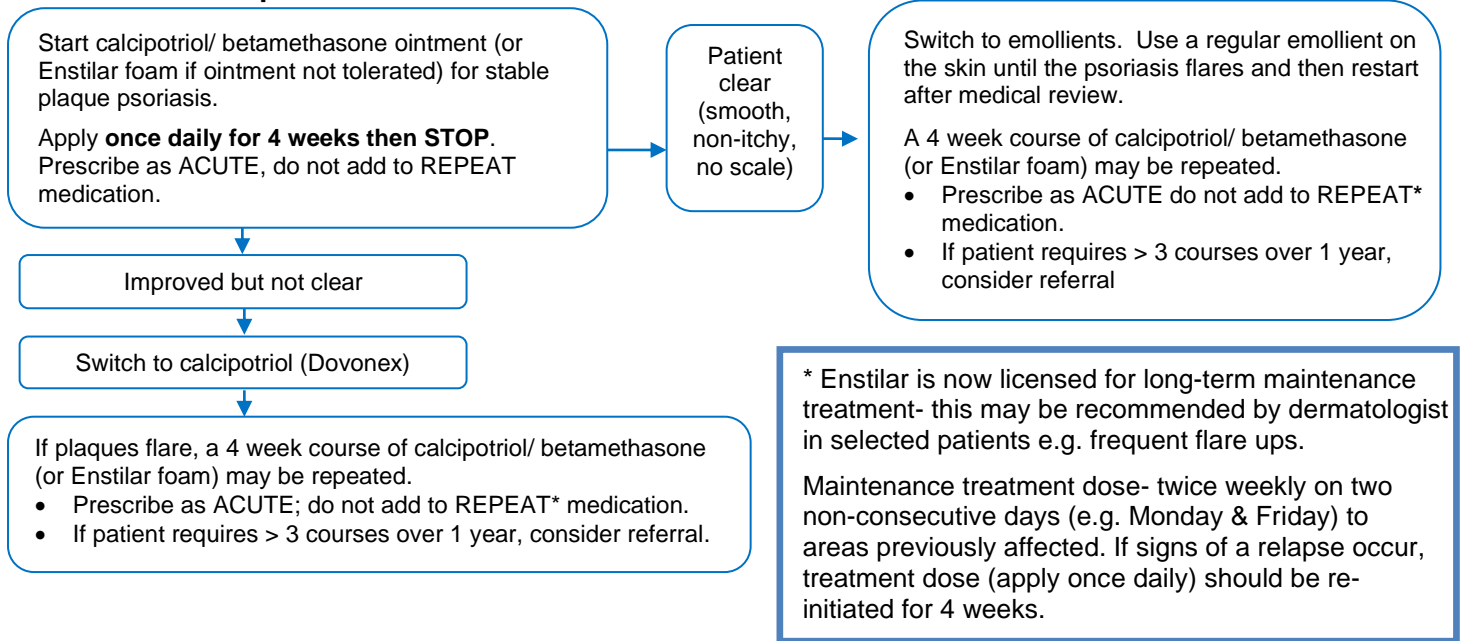 Start calcipotriol/ betamethasone ointment (or
Enstilar foam if ointment not tolerated) for stable
plaque psoriasis.
Apply once daily for 4 weeks then STOP.
Prescribe as ACUTE, do not add to REPEAT
medication.
Patient
clear
(smooth,
non-itchy,
no scale)
Switch to emollients.  Use a regular emollient on
the skin until the psoriasis flares and then restart
after medical review.
A 4 week course of calcipotriol/ betamethasone
(or Enstilar foam) may be repeated.
• Prescribe as ACUTE do not add to REPEAT*
medication.
• If patient requires > 3 courses over 1 year,
consider referral
Improved but not clear
Switch to calcipotriol (Dovonex)
If plaques flare, a 4 week course of calcipotriol/ betamethasone
(or Enstilar foam) may be repeated.
• Prescribe as ACUTE; do not add to REPEAT* medication.
• If patient requires > 3 courses over 1 year, consider referral.
* Enstilar is now licensed for long-term maintenance
treatment- this may be recommended by dermatologist
in selected patients e.g. frequent flare ups.
Maintenance treatment dose- twice weekly on two
non-consecutive days (e.g. Monday & Friday) to
areas previously affected. If signs of a relapse occur,
treatment dose (apply once daily) should be re-
initiated for 4 weeks.